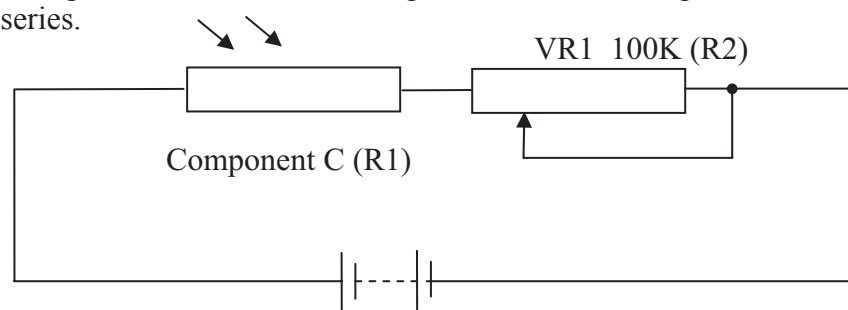 series.
VR1 100K (R2)
Component C (R1)